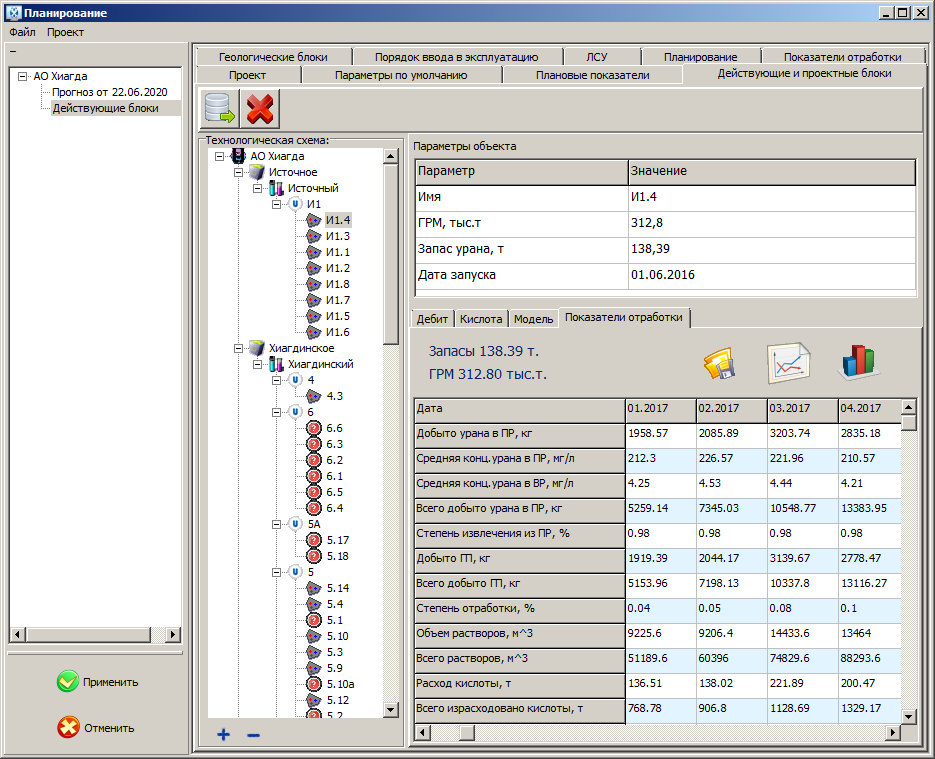 Планирование
Файл Проект
АО Хиагда
Прогноз от 22.06.2020
Действующие блоки
Применить
Отменить
Геологические блоки Порядок ввода в эксплуатацию ЛСУ Планирование Показатели отработки
Проект Параметры по умолчанию Плановые показатели Действующие и проектные блоки
Технологическая схема:
АО Хиагда
Источное
Источный
И1
И1.4
И1.3
И1.1
И1.2
И1.8
И1.7
И1.5
И1.6
Хиагдинское
Хиагдинский
4
4.3
6
6.6
6.3
6.2
6.1
6.5
6.4
5А
5.17
5.18
5
5.14
5.4
5.1
5.10
5.3
5.9
5.10а
5.12
5.2
Параметры объекта
Параметр Значение
Имя И1.4
ГРМ, тыс.т 312,8
Запас урана, т 138,39
Дата запуска 01.06.2016
Дебит Кислота Модель Показатели отработки
Запасы 138.39 т.
ГРМ 312.80 тыс.т.
Дата 01.2017 02.2017 03.2017 04.2017
Добыто урана в ПР, кг 1958.57 2085.89 3203.74 2835.18
Средняя конц.урана в ПР, мг/л 212.3 226.57 221.96 210.57
Средняя конц.урана в ВР, мг/л 4.25 4.53 4.44 4.21
Всего добыто урана в ПР, кг 5259.14 7345.03 10548.77 13383.95
Степень извлечения из ПР, % 0.98 0.98 0.98 0.98
Добыто ГП, кг 1919.39 2044.17 3139.67 2778.47
Всего добыто ГП, кг 5153.96 7198.13 10337.8 13116.27
Степень отработки, % 0.04 0.05 0.08 0.1
Объем растворов, м^3 9225.6 9206.4 14433.6 13464
Всего растворов, м^3 51189.6 60396 74829.6 88293.6
Расход кислоты, т 136.51 138.02 221.89 200.47
Всего израсходовано кислоты, т 768.78 906.8 1128.69 1329.17